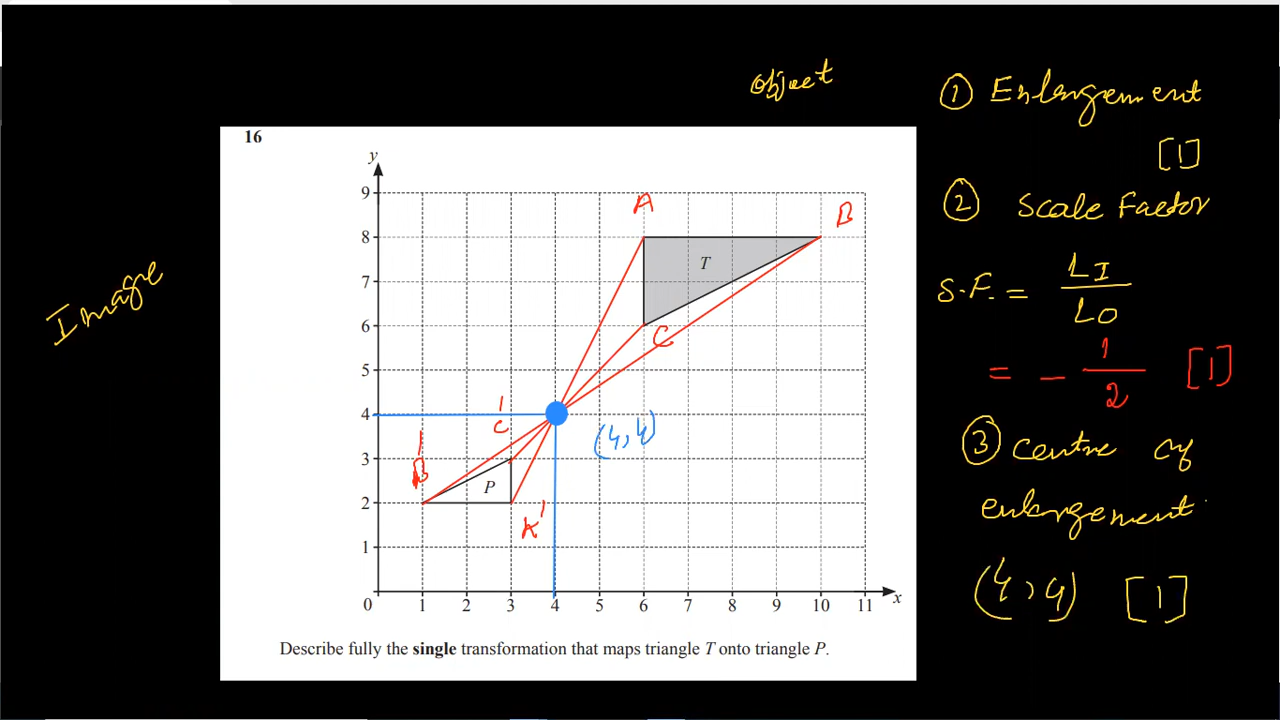 object
① Enlargement
[1]
② Scale Factor
S.F. = LI
LO
= - 1
2 [1]
③ Centre of
enlargement
(4, 4) [1]
Image
16
y
9
8
7
6
5
4
3
2
1
0
1 2 3 4 5 6 7 8 9 10 11 x
A
B
T
C
C'
(4, 4)
B'
P
A'
Describe fully the single transformation that maps triangle T onto triangle P.